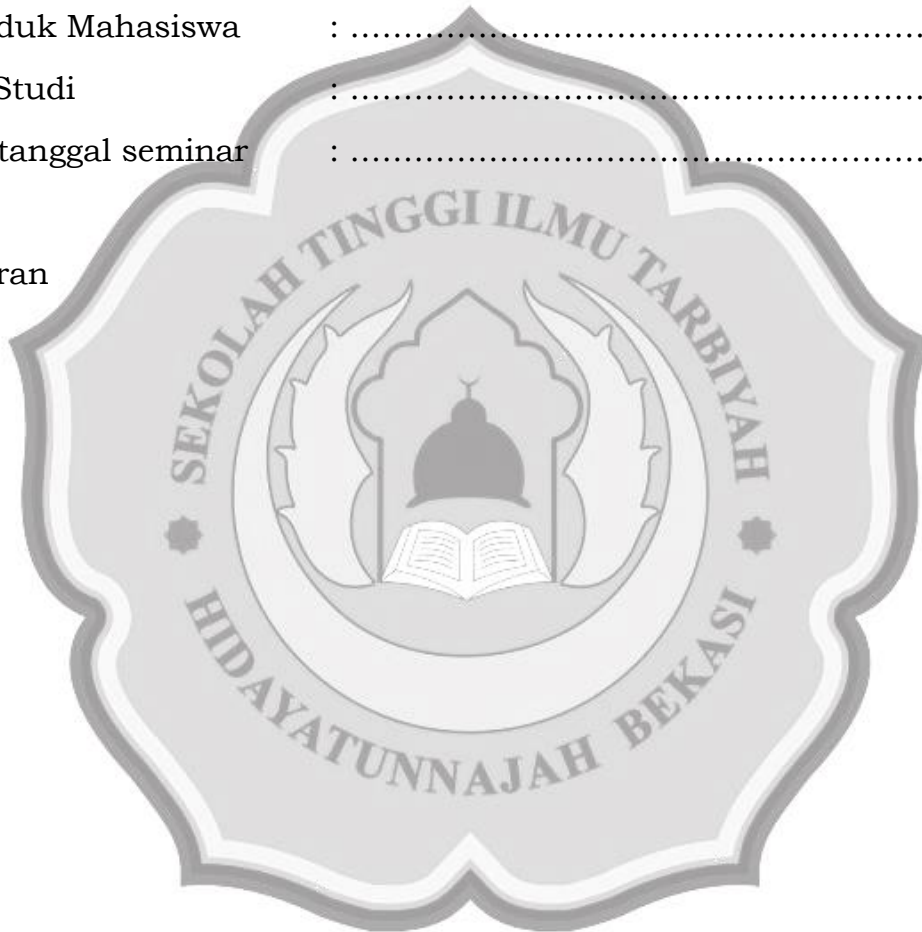 duk Mahasiswa : ..........................................................
Studi : ..........................................................
tanggal seminar : ..........................................................
ran
SEKOLAH TINGGI ILMU TARBIYAH
HIDAYATUNNAJAH BEKASI